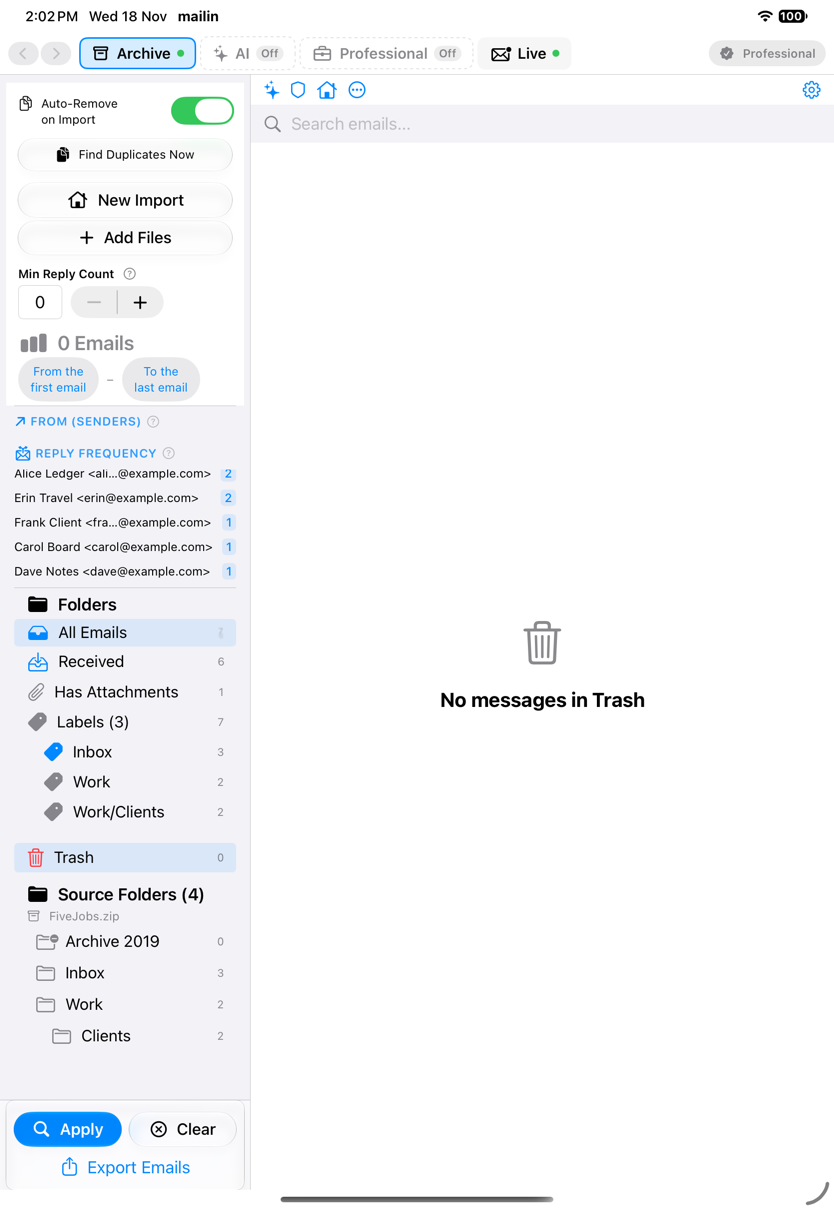 2:02 PM Wed 18 Nov mailin 100
Archive AI Off Professional Off Live Professional
Auto-Remove
on Import
Find Duplicates Now
New Import
Add Files
Min Reply Count ?
0
0 Emails
From the
first email
–
To the
last email
FROM (SENDERS) ?
REPLY FREQUENCY ?
Alice Ledger <ali...@example.com> 2
Erin Travel <erin@example.com> 2
Frank Client <fra...@example.com> 1
Carol Board <carol@example.com> 1
Dave Notes <dave@example.com> 1
Folders
All Emails
Received 6
Has Attachments 1
Labels (3) 7
Inbox 3
Work 2
Work/Clients 2
Trash 0
Source Folders (4)
FiveJobs.zip
Archive 2019 0
Inbox 3
Work 2
Clients 2
Apply Clear
Export Emails
Search emails...
No messages in Trash